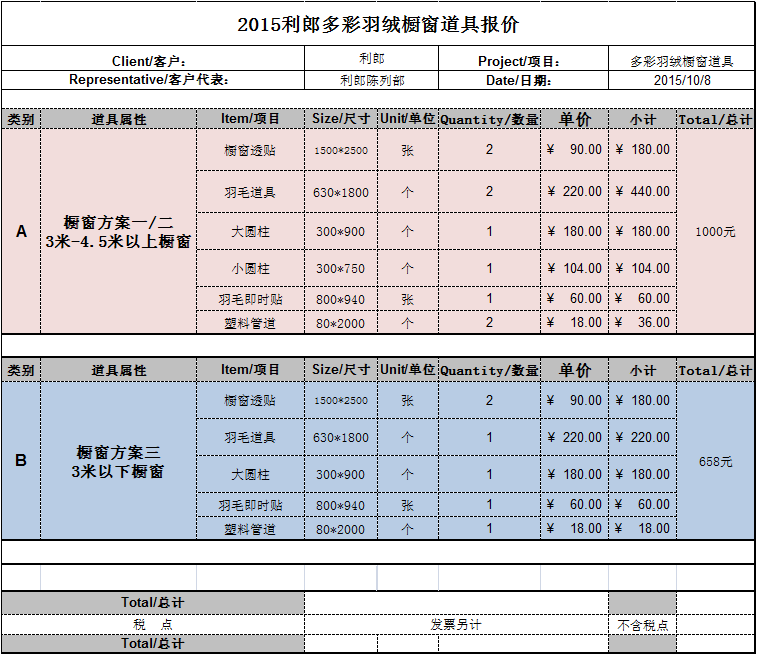 2015利郎多彩羽绒橱窗道具报价
Client/客户: 利郎 Project/项目: 多彩羽绒橱窗道具
Representative/客户代表: 利郎陈列部 Date/日期: 2015/10/8
类别 道具属性 Item/项目 Size/尺寸 Unit/单位 Quantity/数量 单价 小计 Total/总计
橱窗透贴 1500*2500 张 2 ¥ 90.00 ¥ 180.00
羽毛道具 630*1800 个 2 ¥ 220.00 ¥ 440.00
A 橱窗方案一/二 大圆柱 300*900 个 1 ¥ 180.00 ¥ 180.00 1000元
3米-4.5米以上橱窗
小圆柱 300*750 个 1 ¥ 104.00 ¥ 104.00
羽毛即时贴 800*940 张 1 ¥ 60.00 ¥ 60.00
塑料管道 80*2000 个 2 ¥ 18.00 ¥ 36.00
类别 道具属性 Item/项目 Size/尺寸 Unit/单位 Quantity/数量 单价 小计 Total/总计
橱窗透贴 1500*2500 张 2 ¥ 90.00 ¥ 180.00
羽毛道具 630*1800 个 1 ¥ 220.00 ¥ 220.00
B 橱窗方案三 658元
3米以下橱窗 大圆柱 300*900 个 1 ¥ 180.00 ¥ 180.00
羽毛即时贴 800*940 张 1 ¥ 60.00 ¥ 60.00
塑料管道 80*2000 个 1 ¥ 18.00 ¥ 18.00
Total/总计
税 点 发票另计 不含税点
Total/总计